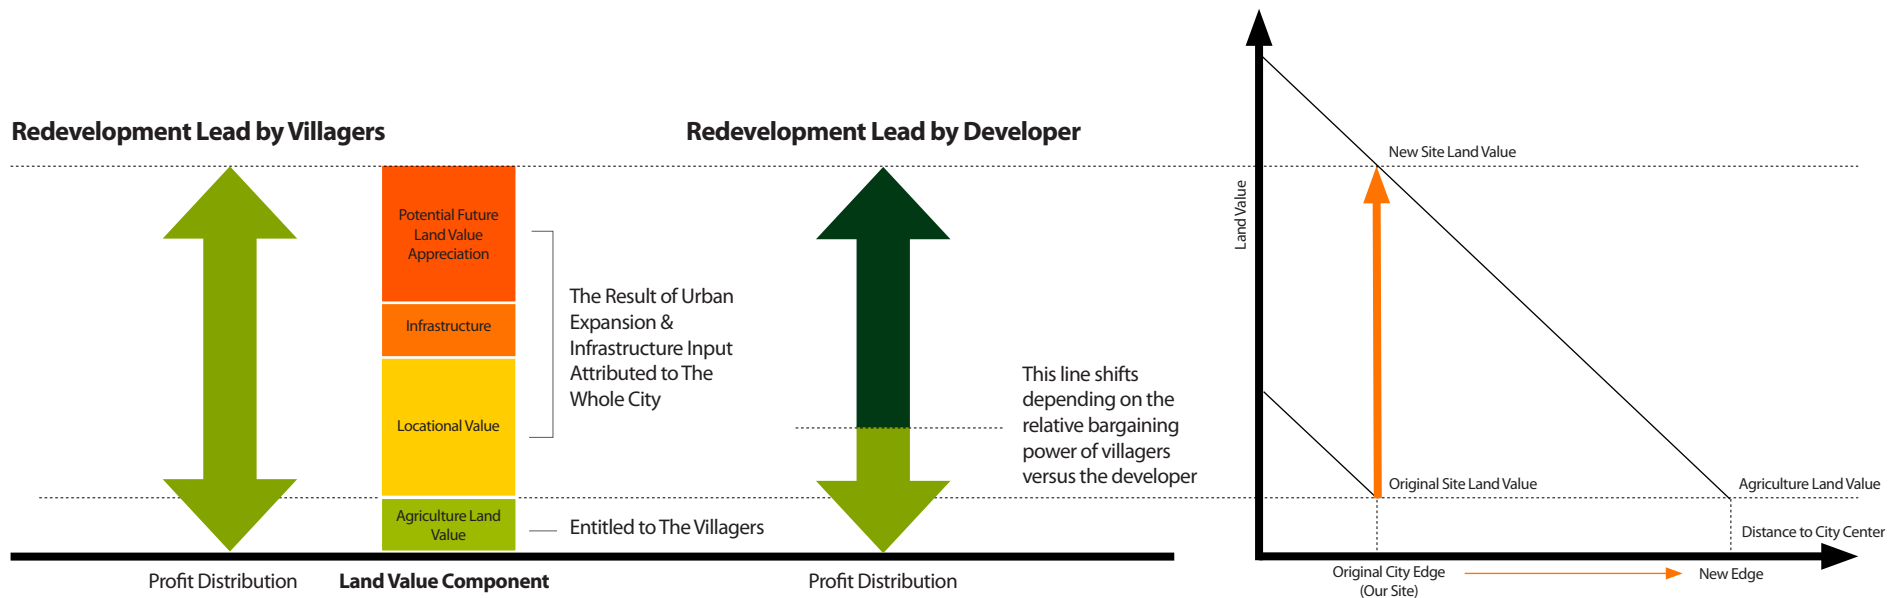 Redevelopment Lead by Villagers
Redevelopment Lead by Developer
Potential Future
Land Value
Appreciation
Infrastructure
Locational Value
Agriculture Land
Value
The Result of Urban
Expansion &
Infrastructure Input
Attributed to The
Whole City
Entitled to The Villagers
This line shifts
depending on the
relative bargaining
power of villagers
versus the developer
Profit Distribution
Land Value Component
Profit Distribution
Land Value
New Site Land Value
Original Site Land Value
Agriculture Land Value
Distance to City Center
Original City Edge
(Our Site)
New Edge